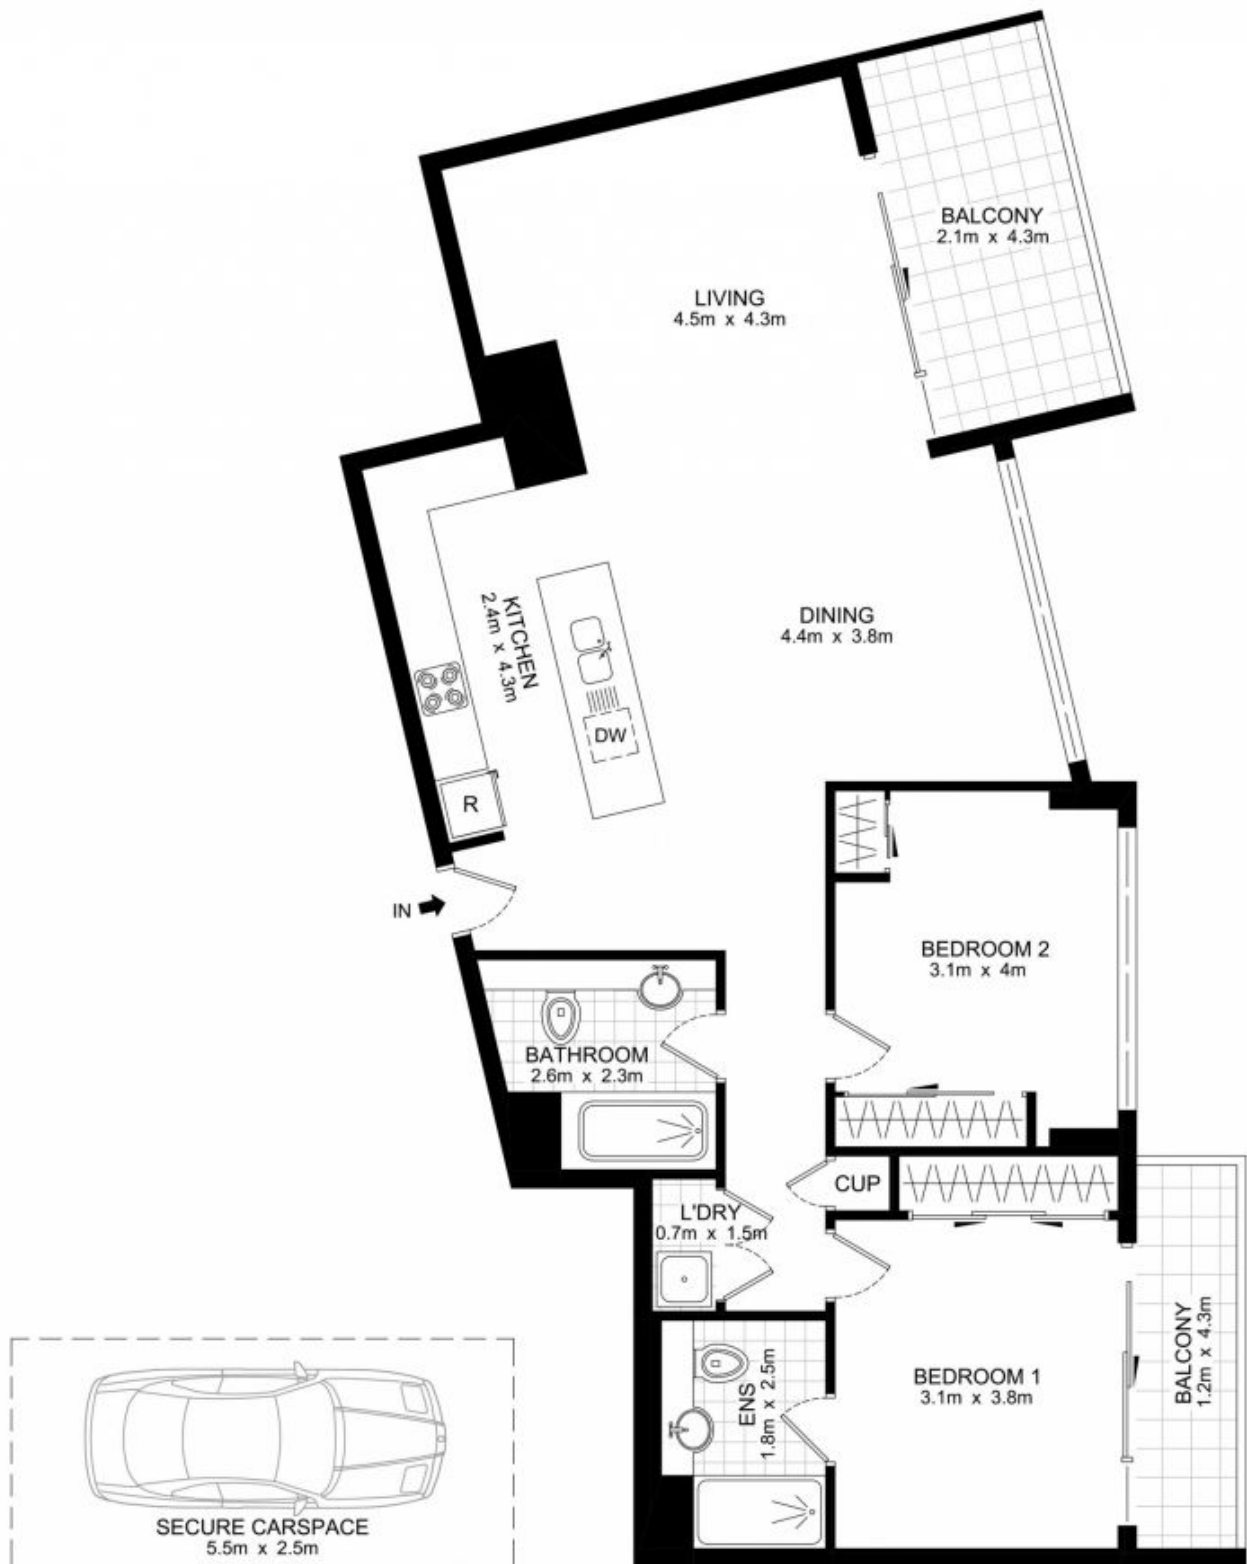 BALCONY
2.1m x 4.3m
LIVING
4.5m x 4.3m
KITCHEN
2.4m x 4.3m
DINING
4.4m x 3.8m
DW
R
IN
BEDROOM 2
3.1m x 4m
BATHROOM
2.6m x 2.3m
CUP
L'DRY
0.7m x 1.5m
BALCONY
1.2m x 4.3m
ENS
1.8m x 2.5m
BEDROOM 1
3.1m x 3.8m
SECURE CARSPACE
5.5m x 2.5m